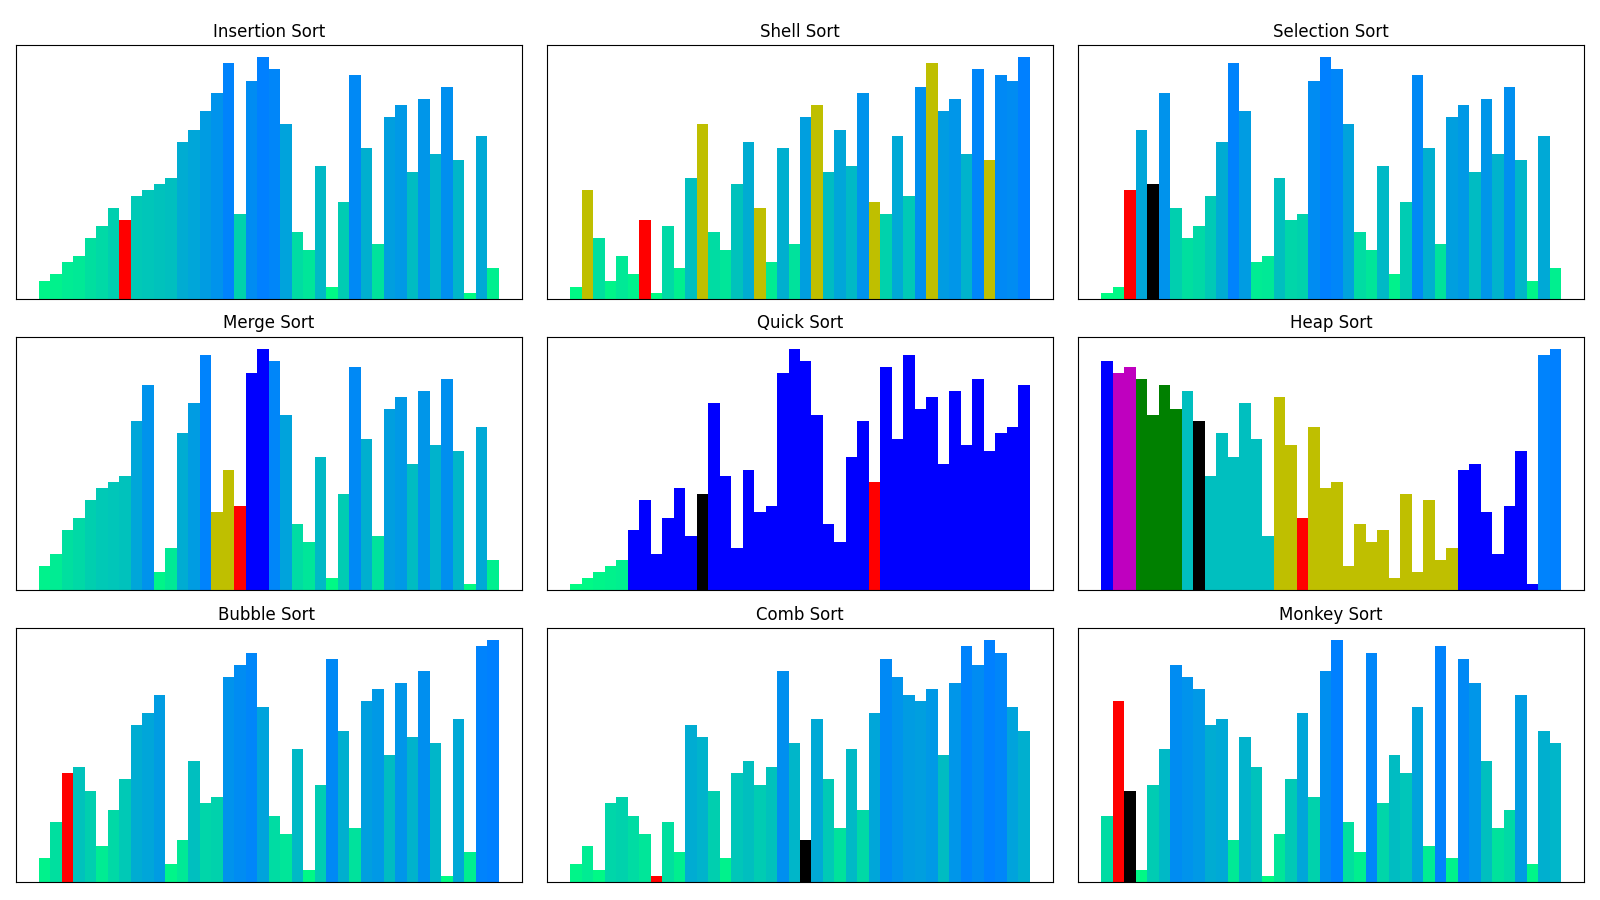 Insertion Sort
Shell Sort
Selection Sort
Merge Sort
Quick Sort
Heap Sort
Bubble Sort
Comb Sort
Monkey Sort